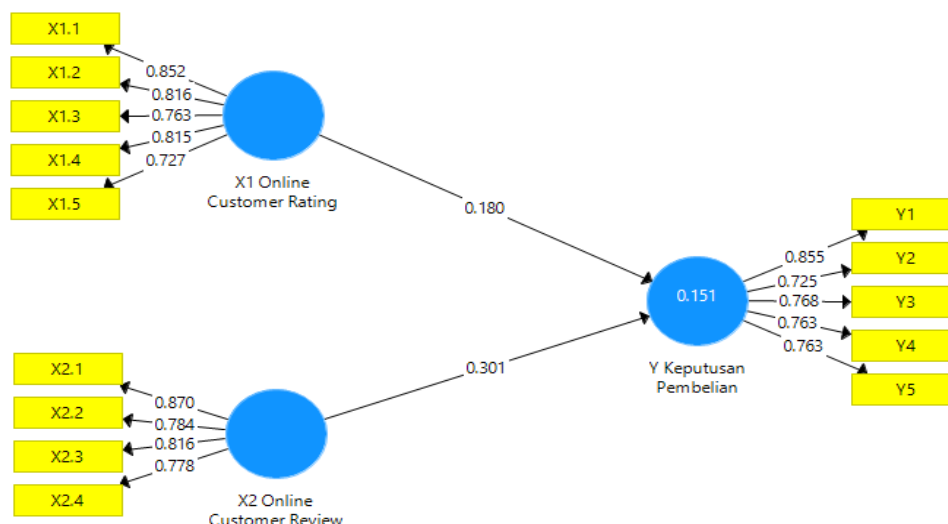 X1.1
X1.2
X1.3
X1.4
X1.5
0.852
0.816
0.763
0.815
0.727
X1 Online
Customer Rating
0.180
X2.1
X2.2
X2.3
X2.4
0.870
0.784
0.816
0.778
X2 Online
Customer Review
0.301
0.151
Y Keputusan
Pembelian
0.855
0.725
0.768
0.763
0.763
Y1
Y2
Y3
Y4
Y5